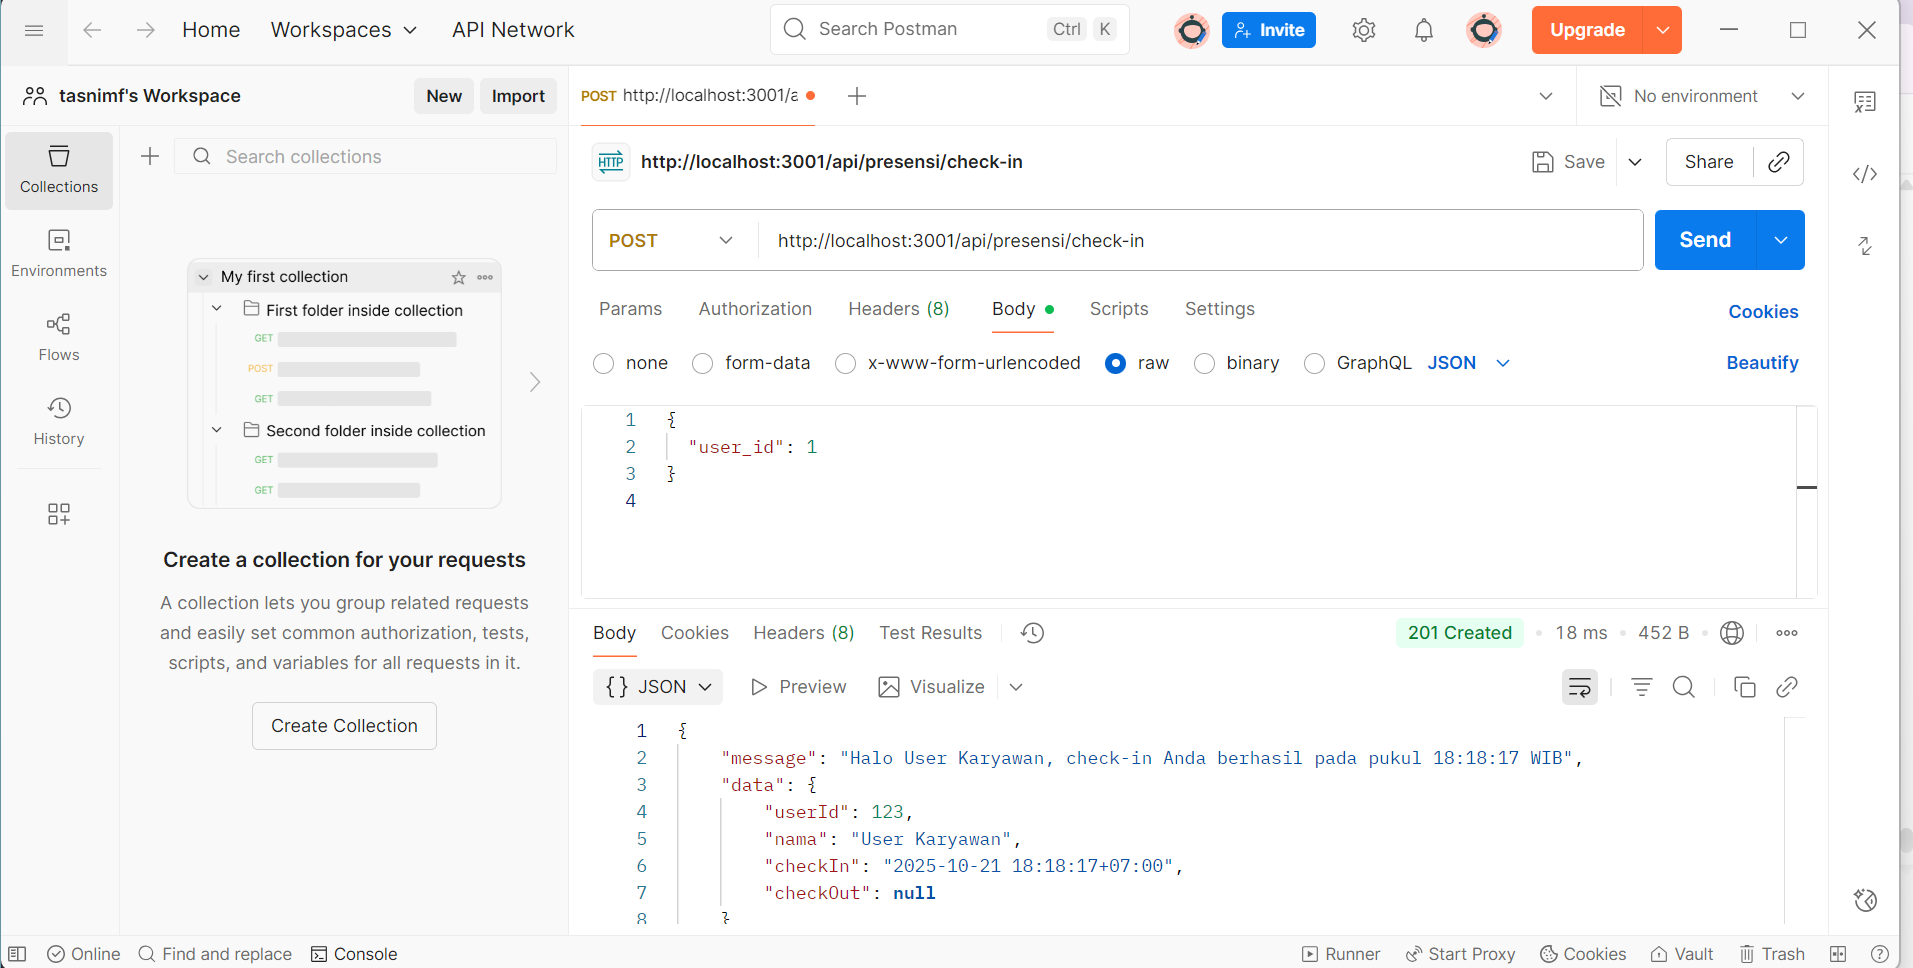 Home Workspaces API Network Search Postman Ctrl K Invite Upgrade
tasnimf's Workspace New Import POST http://localhost:3001/a No environment
Collections
Environments
Flows
History
Search collections
My first collection
First folder inside collection
GET
POST
GET
Second folder inside collection
GET
GET
Create a collection for your requests
A collection lets you group related requests
and easily set common authorization, tests,
scripts, and variables for all requests in it.
Create Collection
HTTP http://localhost:3001/api/presensi/check-in Save Share
POST http://localhost:3001/api/presensi/check-in Send
Params Authorization Headers (8) Body Scripts Settings Cookies
none form-data x-www-form-urlencoded raw binary GraphQL JSON Beautify
1 {
2 "user_id": 1
3 }
4
Body Cookies Headers (8) Test Results 201 Created • 18 ms • 452 B
{} JSON Preview Visualize
1 {
2 "message": "Halo User Karyawan, check-in Anda berhasil pada pukul 18:18:17 WIB",
3 "data": {
4 "userId": 123,
5 "nama": "User Karyawan",
6 "checkIn": "2025-10-21 18:18:17+07:00",
7 "checkOut": null
8 }
Online Find and replace Console Runner Start Proxy Cookies Vault Trash